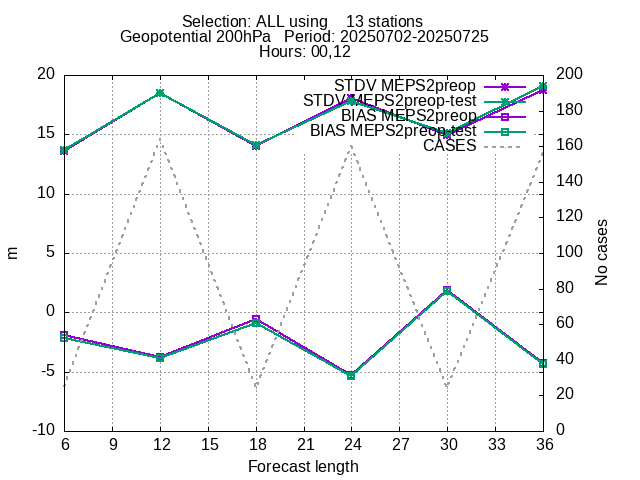 Selection: ALL using    13 stations
Geopotential 200hPa   Period: 20250702-20250725
Hours: 00,12
STDV MEPS2preop
STDV MEPS2preop-test
BIAS MEPS2preop
BIAS MEPS2preop-test
CASES
20
15
10
5
0
-5
-10
m
200
180
160
140
120
100
80
60
40
20
0
No cases
6 9 12 15 18 21 24 27 30 33 36
Forecast length